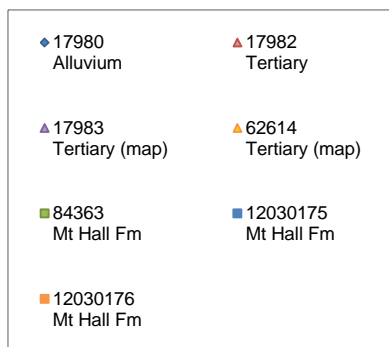 17980
Alluvium
17982
Tertiary
17983
Tertiary (map)
62614
Tertiary (map)
84363
Mt Hall Fm
12030175
Mt Hall Fm
12030176
Mt Hall Fm